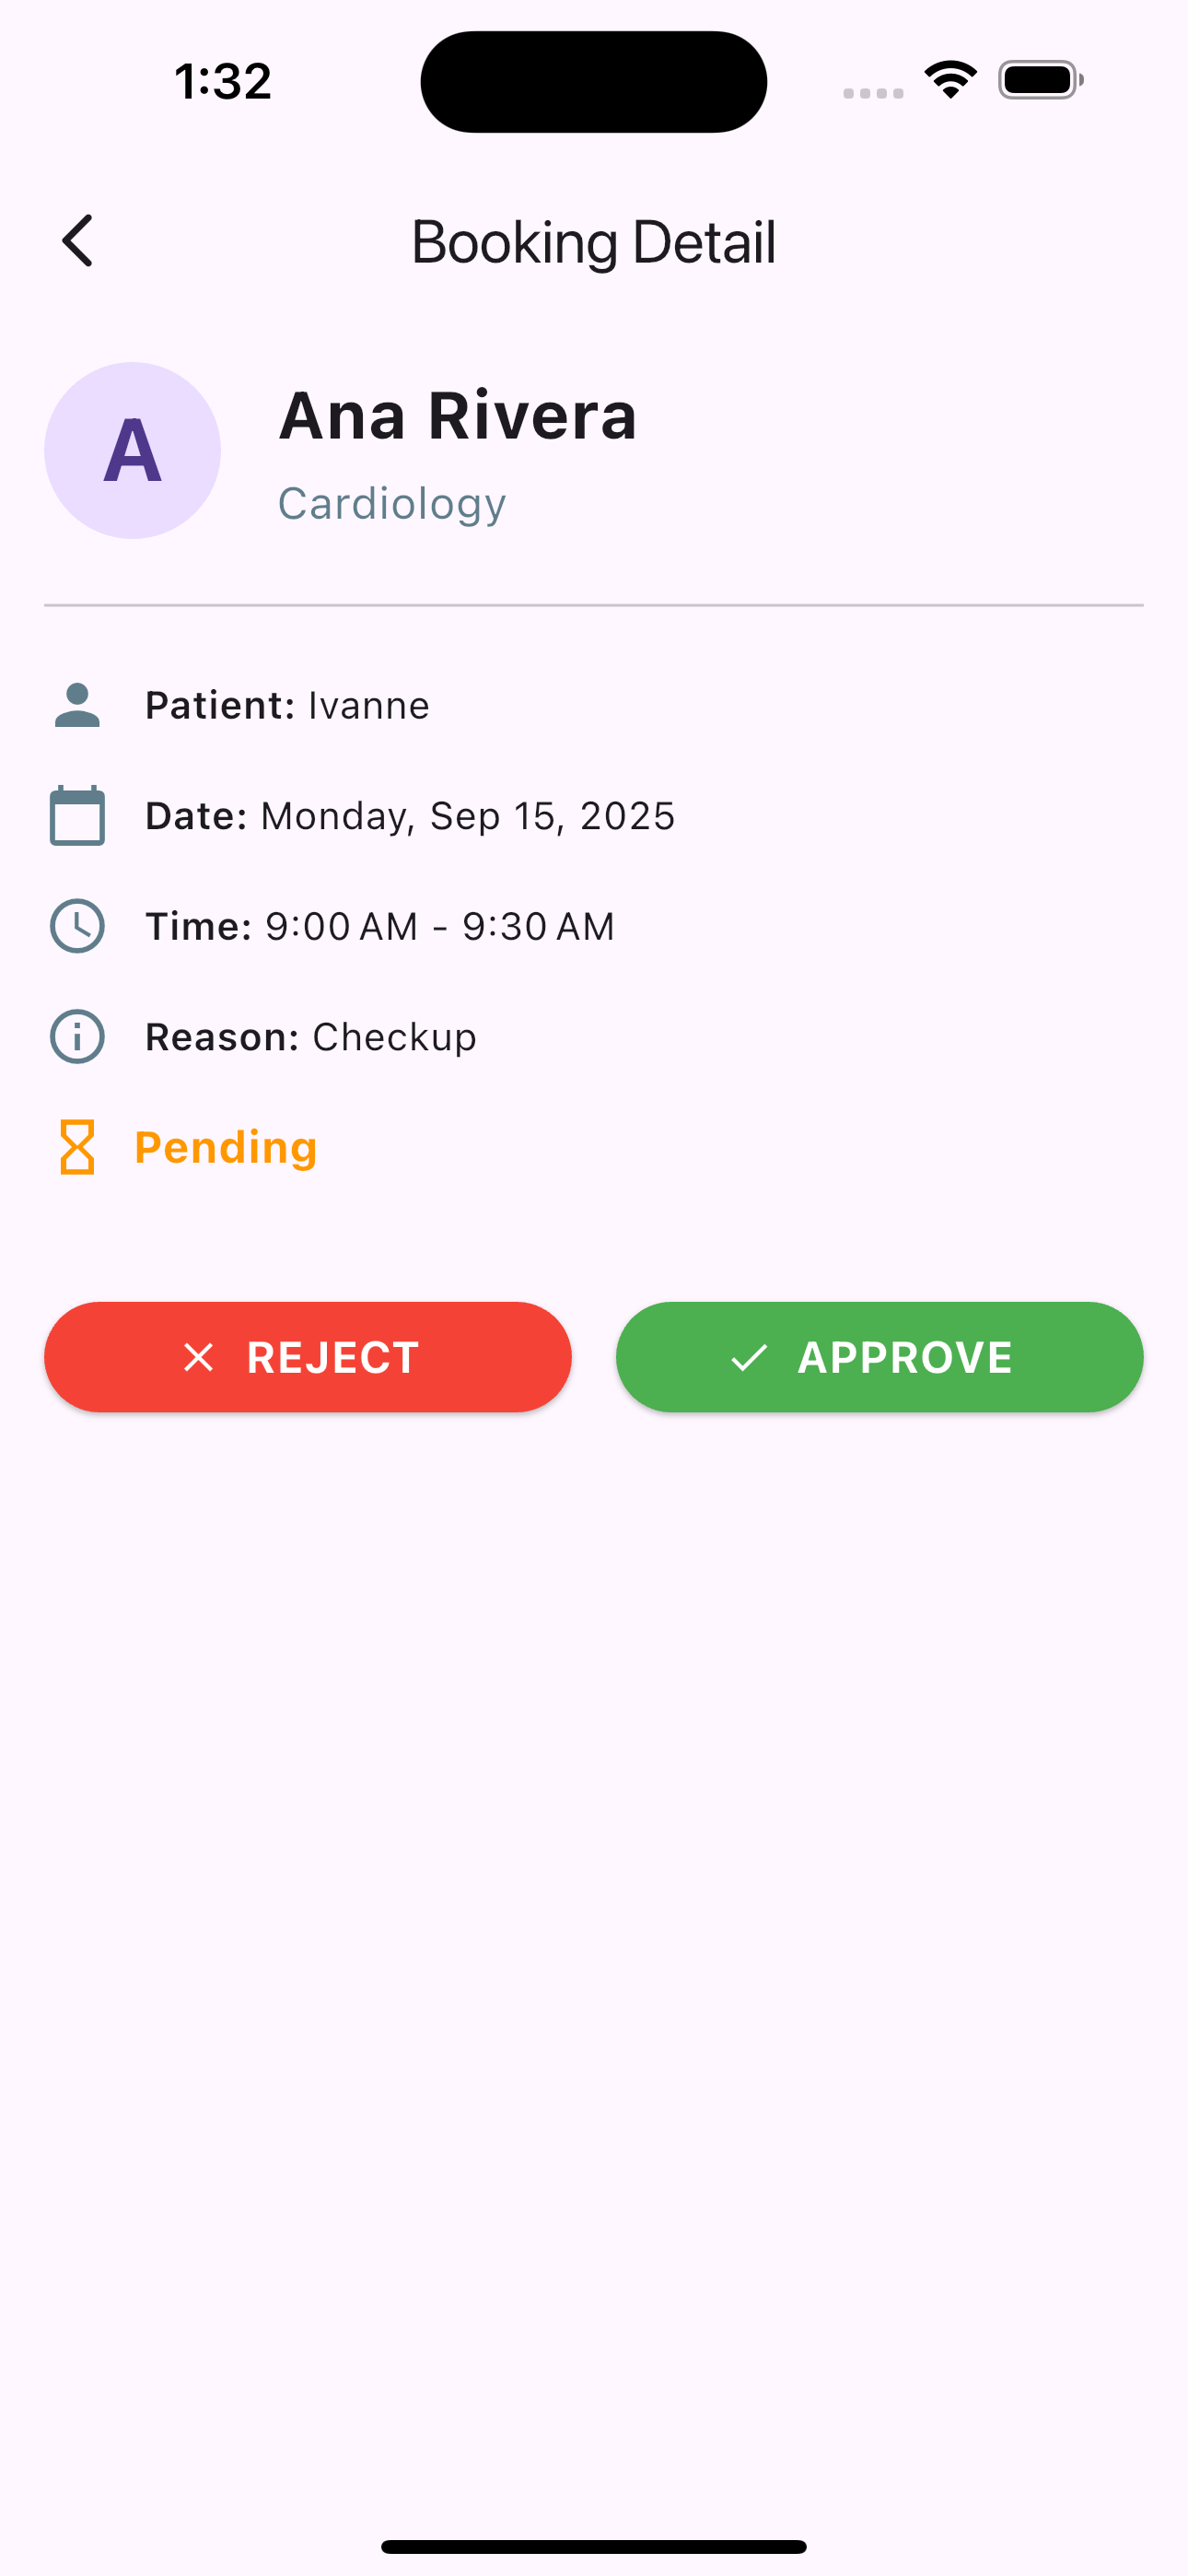 1:32
Booking Detail
A
Ana Rivera
Cardiology
Patient: Ivanne
Date: Monday, Sep 15, 2025
Time: 9:00 AM - 9:30 AM
Reason: Checkup
Pending
REJECT
APPROVE